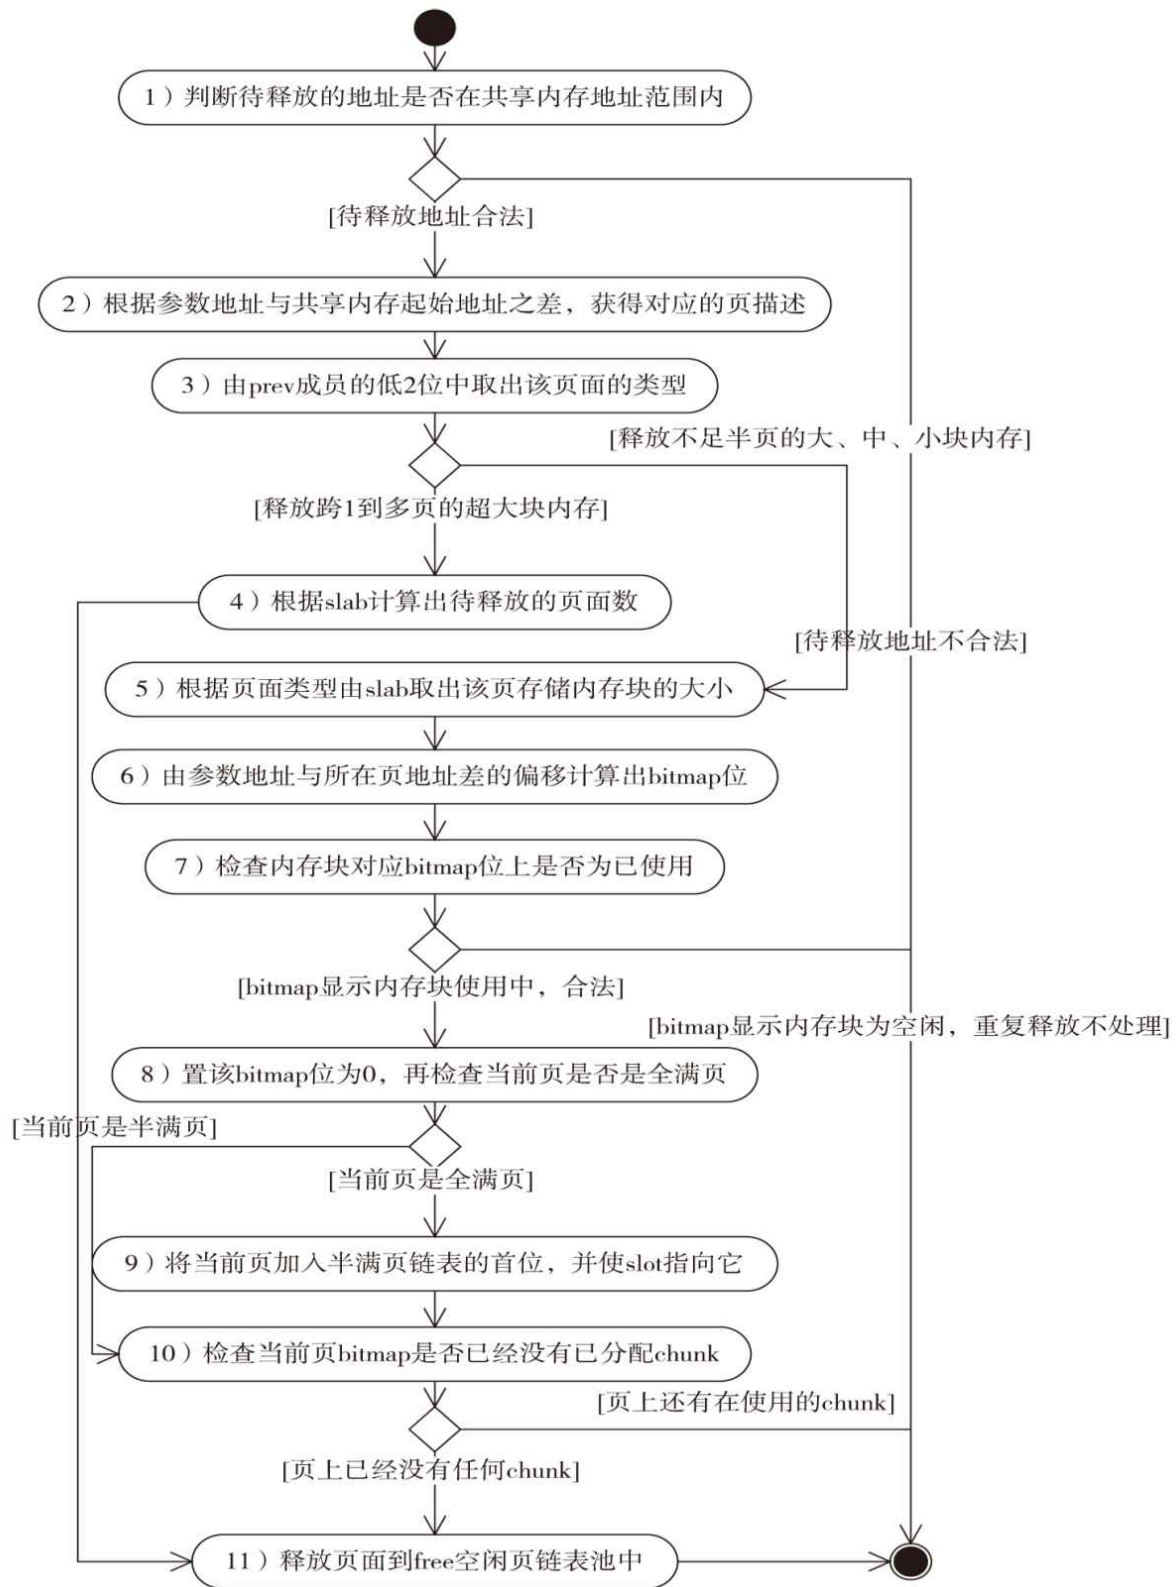 1）判断待释放的地址是否在共享内存地址范围内
[待释放地址合法]
2）根据参数地址与共享内存起始地址之差，获得对应的页描述
3）由prev成员的低2位中取出该页面的类型
[释放不足半页的大、中、小块内存]
[释放跨1到多页的超大块内存]
4）根据slab计算出待释放的页面数
[待释放地址不合法]
5）根据页面类型由slab取出该页存储内存块的大小
6）由参数地址与所在页地址差的偏移计算出bitmap位
7）检查内存块对应bitmap位上是否为已使用
[bitmap显示内存块使用中，合法]
[bitmap显示内存块为空闲，重复释放不处理]
8）置该bitmap位为0，再检查当前页是否是全满页
[当前页是半满页]
[当前页是全满页]
9）将当前页加入半满页链表的首位，并使slot指向它
10）检查当前页bitmap是否已经没有已分配chunk
[页上还有在使用的chunk]
[页上已经没有任何chunk]
11）释放页面到free空闲页链表池中